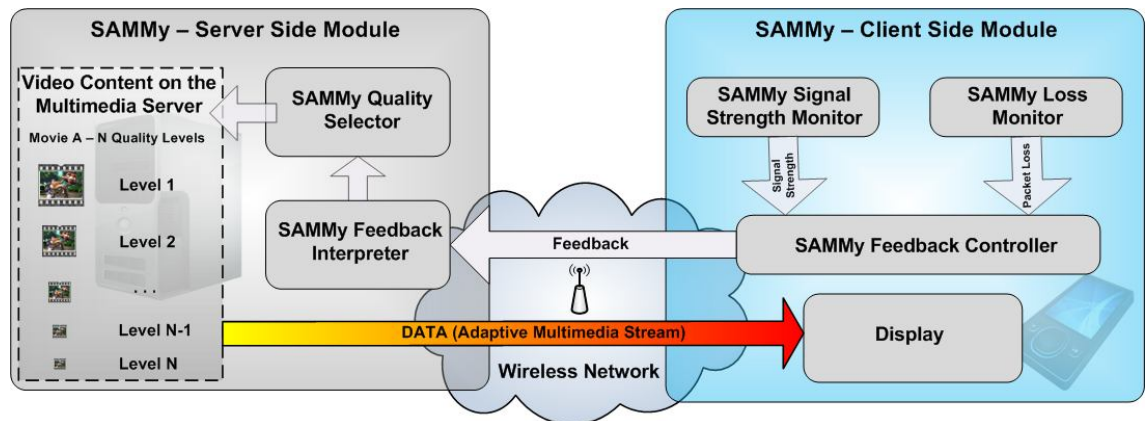 SAMMy – Server Side Module
Video Content on the
Multimedia Server
Movie A – N Quality Levels
Level 1
Level 2
. . .
Level N-1
Level N
SAMMy Quality
Selector
SAMMy Feedback
Interpreter
Feedback
DATA (Adaptive Multimedia Stream)
Wireless Network
SAMMy – Client Side Module
SAMMy Signal
Strength Monitor
SAMMy Loss
Monitor
Signal
Strength
Packet Loss
SAMMy Feedback Controller
Display